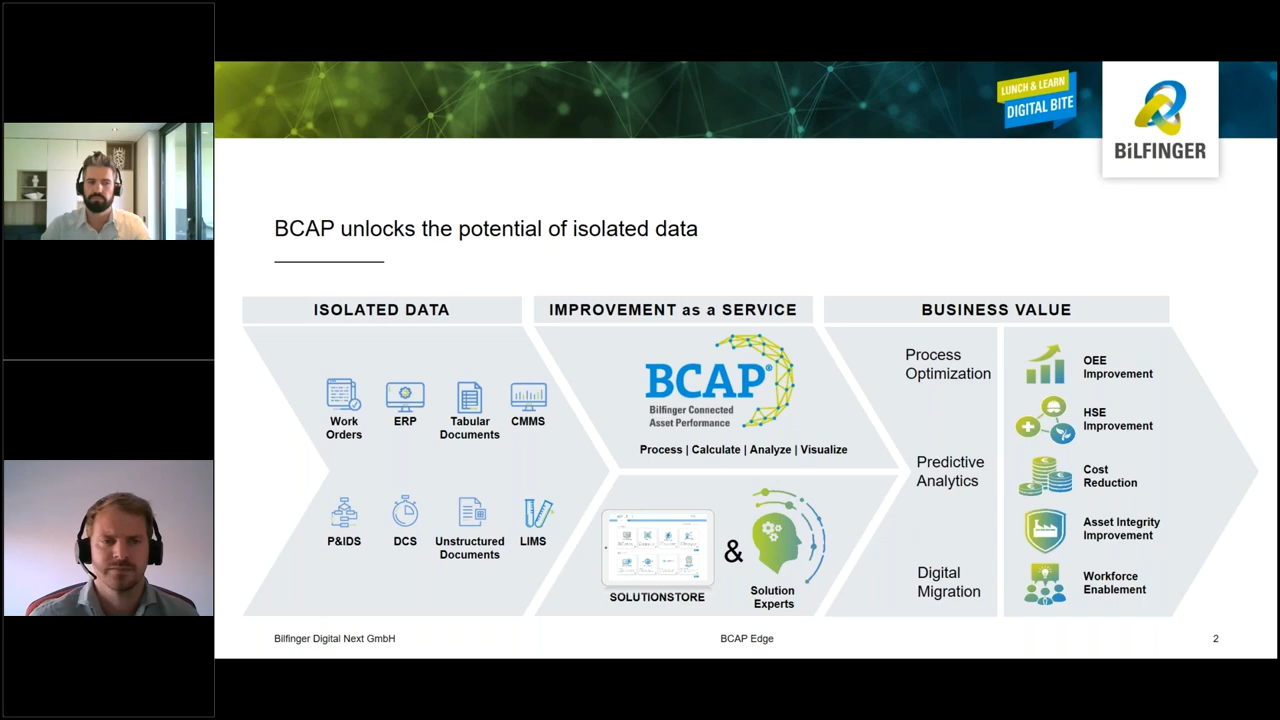 LUNCH & LEARN
DIGITAL BITE
BiLFINGER
BCAP unlocks the potential of isolated data
ISOLATED DATA
IMPROVEMENT as a SERVICE
BUSINESS VALUE
Work
Orders
ERP
Tabular
Documents
CMMS
P&IDS
DCS
Unstructured
Documents
LIMS
BCAP®
Bilfinger Connected
Asset Performance
Process | Calculate | Analyze | Visualize
SOLUTIONSTORE
&
Solution
Experts
Process
Optimization
Predictive
Analytics
Digital
Migration
OEE
Improvement
HSE
Improvement
Cost
Reduction
Asset Integrity
Improvement
Workforce
Enablement
Bilfinger Digital Next GmbH
BCAP Edge
2